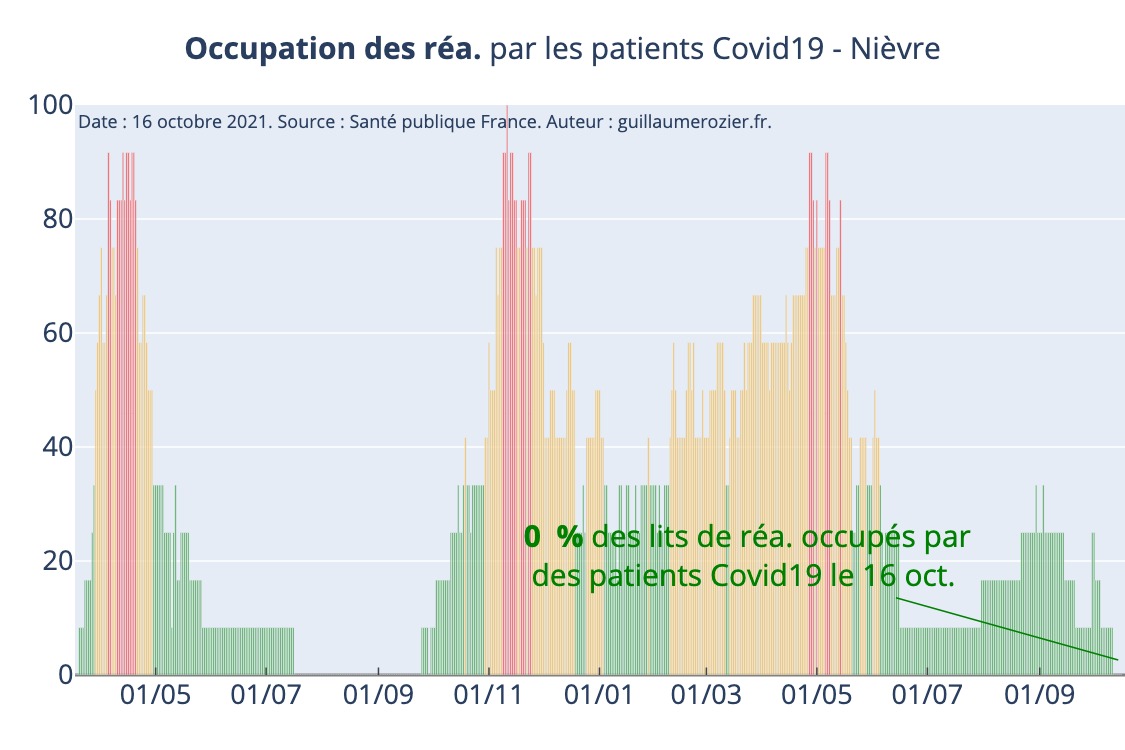 Occupation des réa. par les patients Covid19 - Nièvre
100
Date : 16 octobre 2021. Source : Santé publique France. Auteur : guillaumerozier.fr.
80
60
40
0 % des lits de réa. occupés par
des patients Covid19 le 16 oct.
20
0
01/05 01/07 01/09 01/11 01/01 01/03 01/05 01/07 01/09